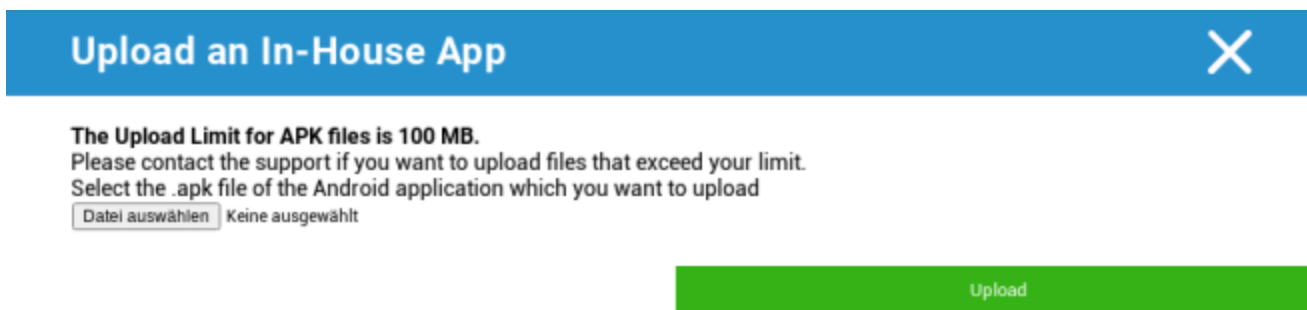 Upload an In-House App
The Upload Limit for APK files is 100 MB.
Please contact the support if you want to upload files that exceed your limit.
Select the .apk file of the Android application which you want to upload
Datei auswählen Keine ausgewählt
Upload